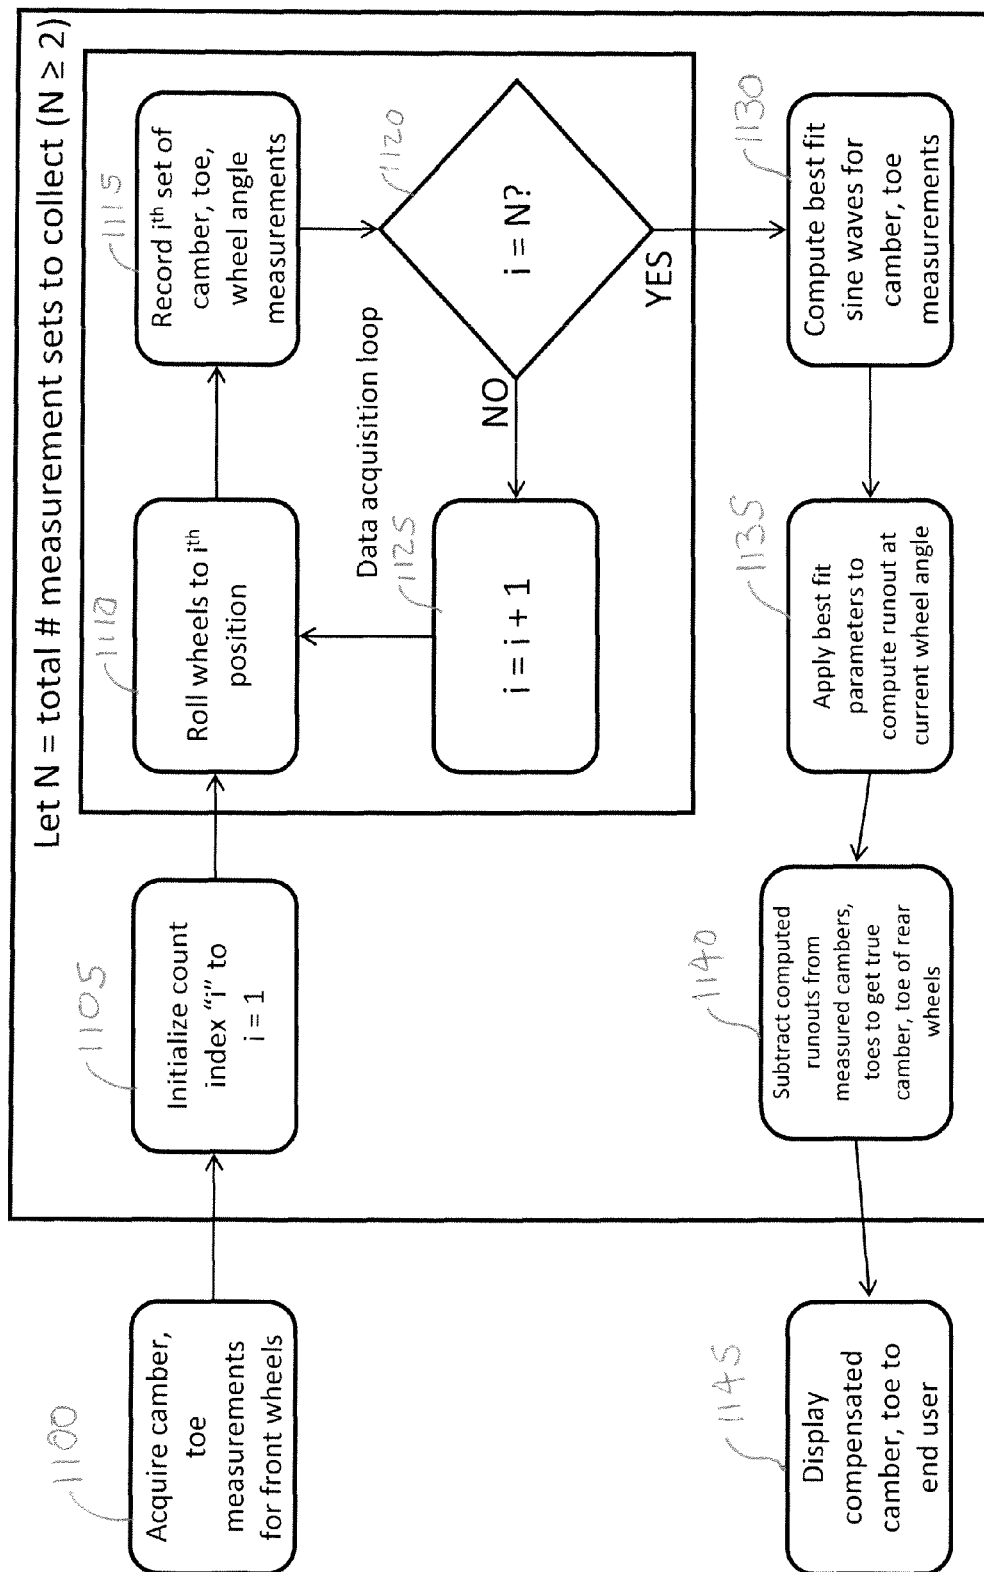 Let N = total # measurement sets to collect (N ≥ 2)
1100
Acquire camber,
toe
measurements
for front wheels
1105
Initialize count
index “i” to
i = 1
1110
Roll wheels to iᵗʰ
position
1115
Record iᵗʰ set of
camber, toe,
wheel angle
measurements
Data acquisition loop
1120
i = N?
NO
YES
1125
i = i + 1
1130
Compute best fit
sine waves for
camber, toe
measurements
1135
Apply best fit
parameters to
compute runout at
current wheel angle
1140
Subtract computed
runouts from
measured cambers,
toes to get true
camber, toe of rear
wheels
1145
Display
compensated
camber, toe to
end user